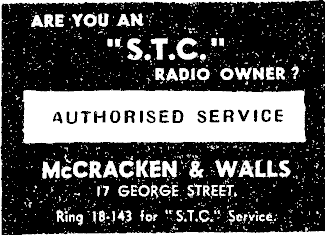 ARE YOU AN
"S.T.C."
RADIO OWNER?
AUTHORISED SERVICE
McCRACKEN & WALLS
17 GEORGE STREET.
Ring 18-143 for "S.T.C." Service.